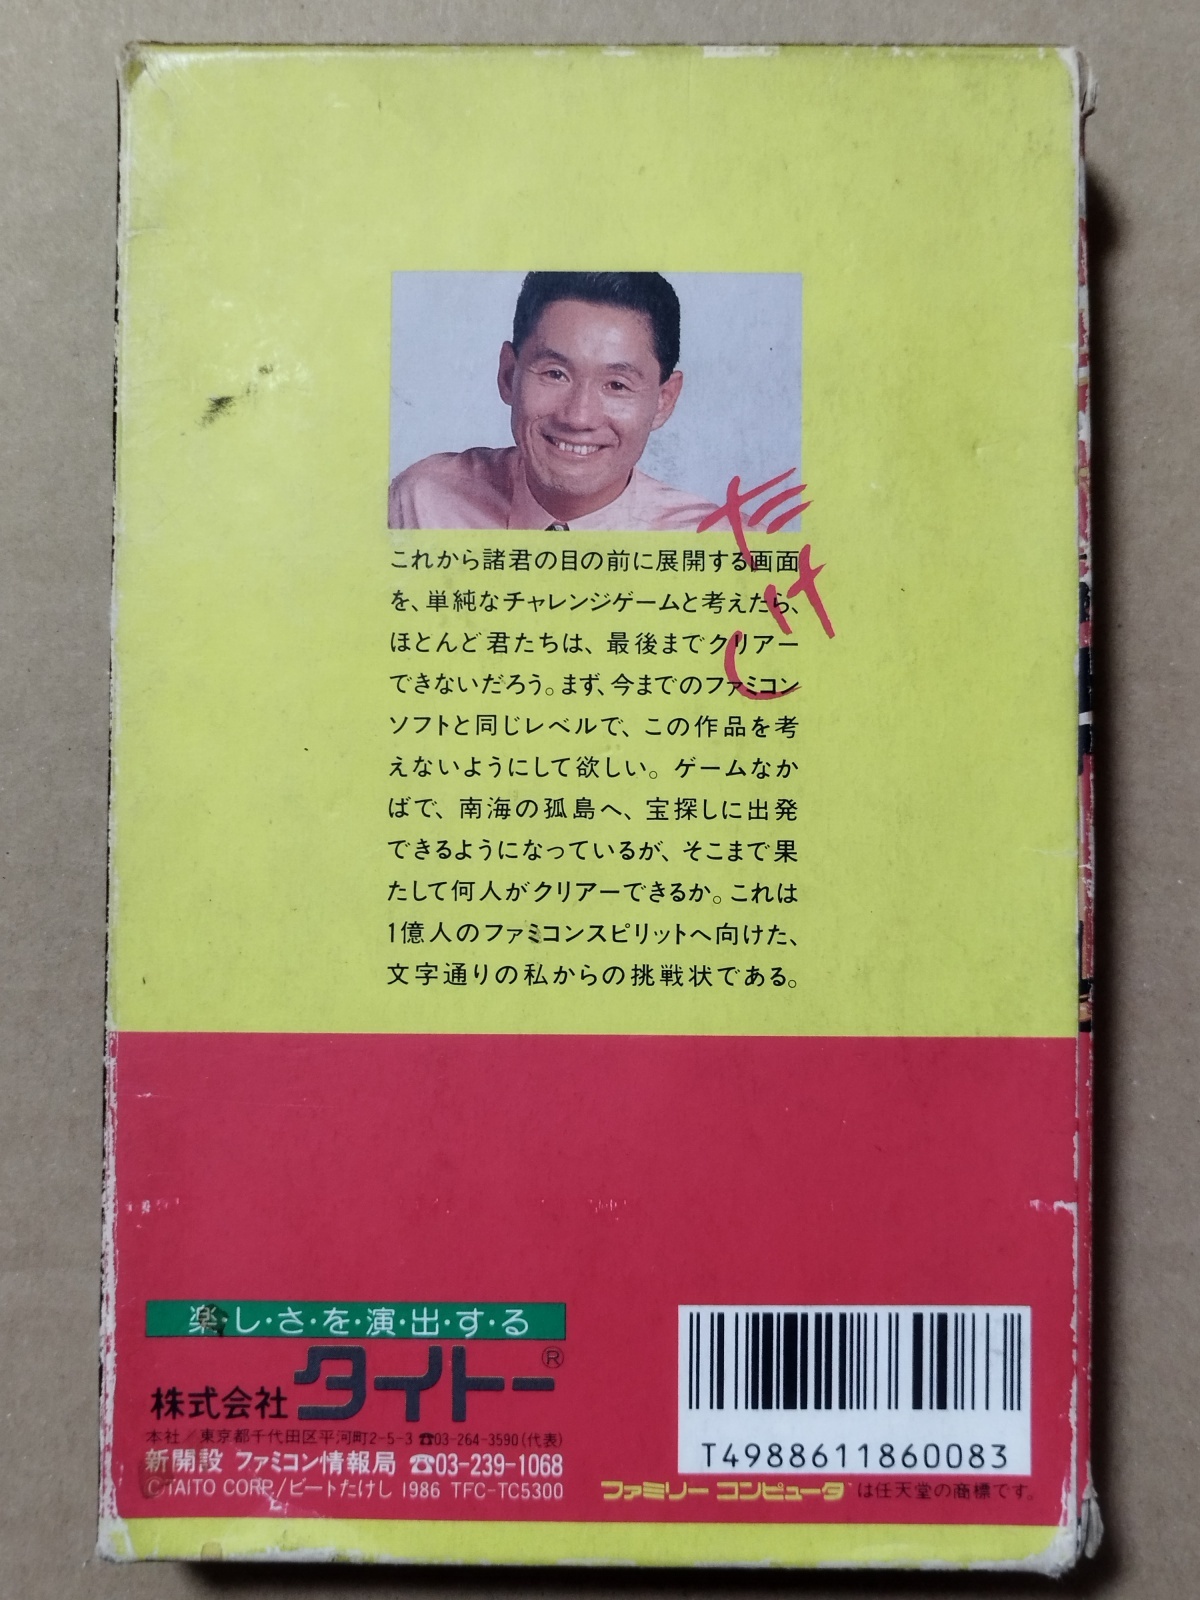 たけし
これから諸君の目の前に展開する画面
を、単純なチャレンジゲームと考えたら、
ほとんど君たちは、最後までクリアー
できないだろう。まず、今までのファミコン
ソフトと同じレベルで、この作品を考
えないようにして欲しい。ゲームなか
ばで、南海の孤島へ、宝探しに出発
できるようになっているが、そこまで果
たして何人がクリアーできるか。これは
1億人のファミコンスピリットへ向けた、
文字通りの私からの挑戦状である。
楽・し・さ・を・演・出・す・る
株式会社タイトー®
本社／東京都千代田区平河町2-5-3 ☎03-264-3590(代表)
新開設 ファミコン情報局 ☎03-239-1068
©TAITO CORP/ビートたけし 1986 TFC-TC5300
T4988611860083
ファミリーコンピュータは任天堂の商標です。